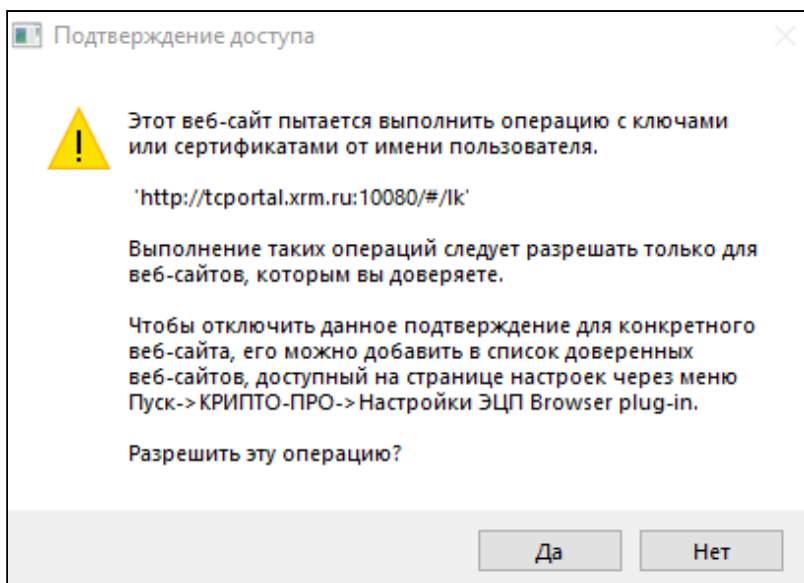 Подтверждение доступа
Этот веб-сайт пытается выполнить операцию с ключами
или сертификатами от имени пользователя.
'http://tcportal.xrm.ru:10080/#/lk'
Выполнение таких операций следует разрешать только для
веб-сайтов, которым вы доверяете.
Чтобы отключить данное подтверждение для конкретного
веб-сайта, его можно добавить в список доверенных
веб-сайтов, доступный на странице настроек через меню
Пуск->КРИПТО-ПРО->Настройки ЭЦП Browser plug-in.
Разрешить эту операцию?
Да Нет